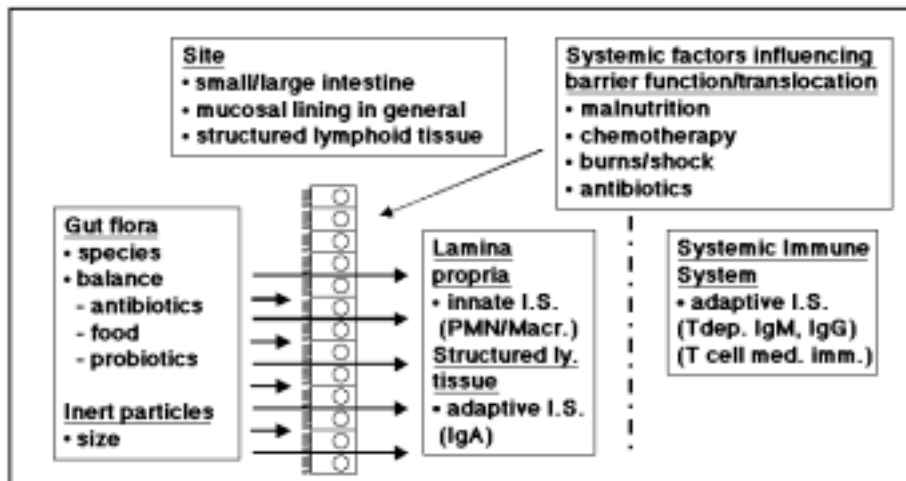 Site
• small/large intestine
• mucosal lining in general
• structured lymphoid tissue
Systemic factors influencing
barrier function/translocation
• malnutrition
• chemotherapy
• burns/shock
• antibiotics
Gut flora
• species
• balance
- antibiotics
- food
- probiotics
Inert particles
• size
Lamina
propria
• innate I.S.
(PMN/Macr.)
Structured ly.
tissue
• adaptive I.S.
(IgA)
Systemic Immune
System
• adaptive I.S.
(Tdep. IgM, IgG)
(T cell med. imm.)